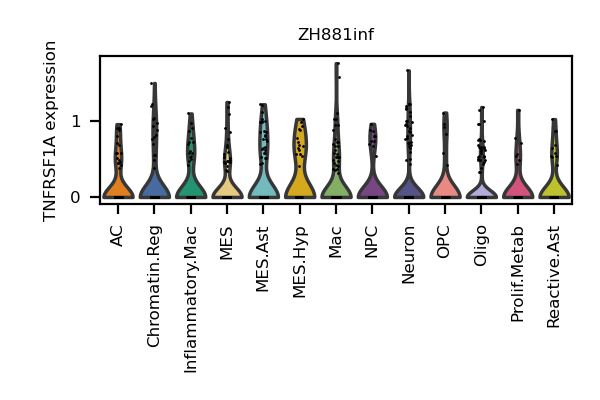 ZH881inf
TNFRSF1A expression
1
0
AC
Chromatin.Reg
Inflammatory.Mac
MES
MES.Ast
MES.Hyp
Mac
NPC
Neuron
OPC
Oligo
Prolif.Metab
Reactive.Ast